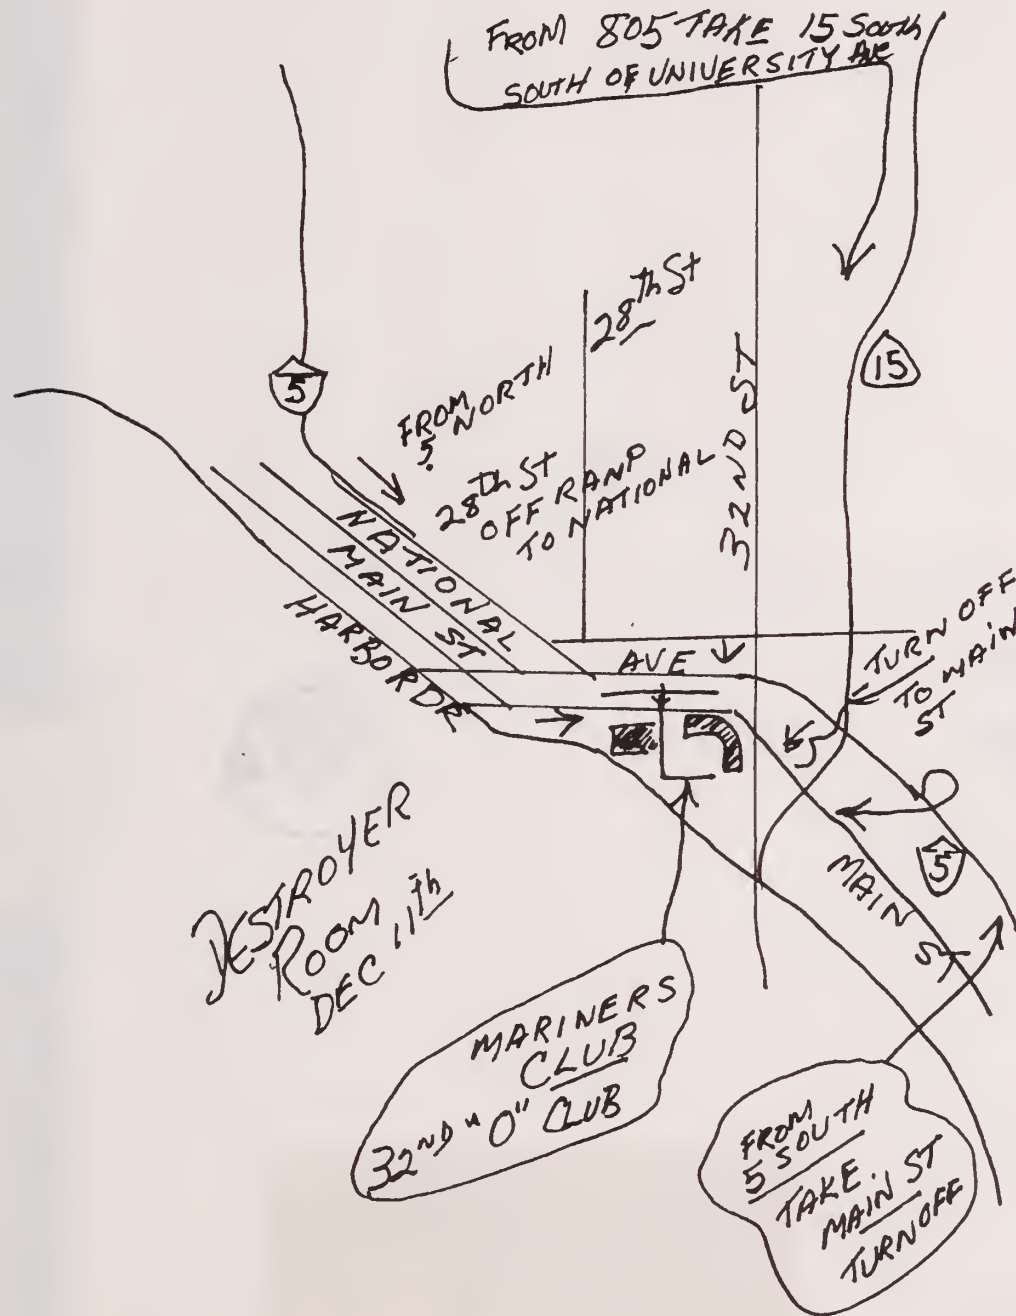 FROM 805 TAKE 15 South
SOUTH OF UNIVERSITY AVE
28th St
5
15
FROM
5 NORTH
28th St
OFF RAMP
TO NATIONAL
32ND ST
NATIONAL
AVE
MAIN ST
HARBOR DR
TURN OFF
TO MAIN
ST
5
MAIN ST
DESTROYER
ROOM
DEC 11th
MARINERS
CLUB
32ND "O" CLUB
FROM
5 SOUTH
TAKE
MAIN ST
TURNOFF